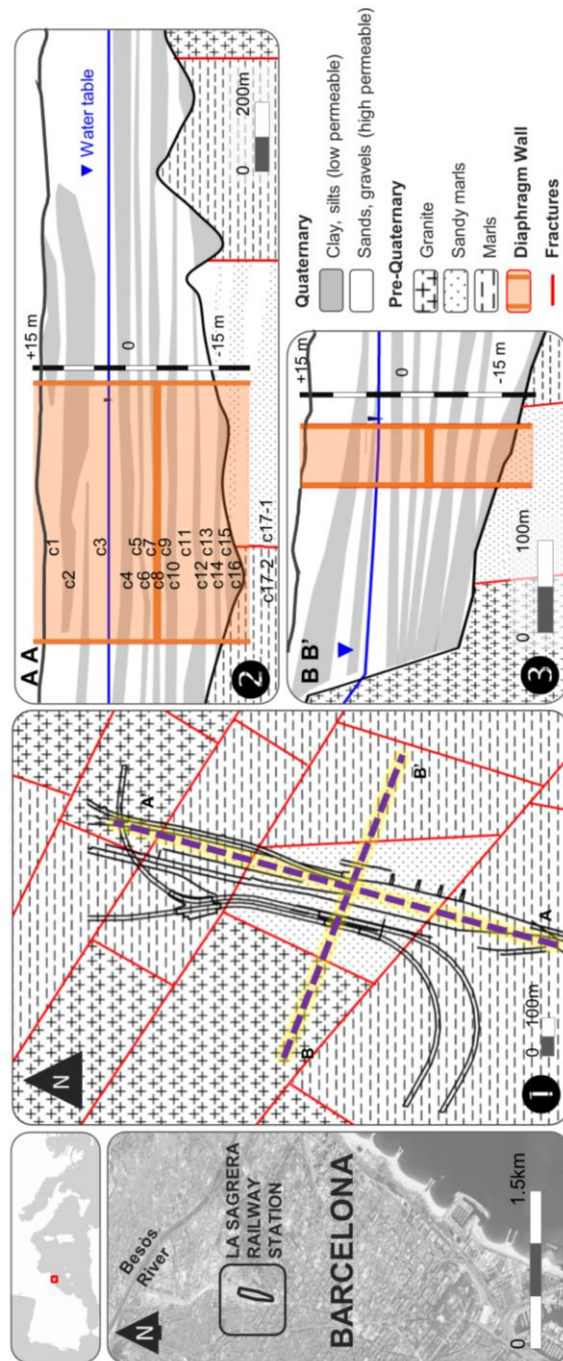 N
Besòs
River
LA SAGRERA
RAILWAY
STATION
BARCELONA
0
1.5km
N
A'
B
B'
A
0 100m
1
A A
+15 m
Water table
0
-15 m
c1
c2
c3
c4
c5
c6
c7
c8
c9
c10
c11
c12
c13
c14
c15
c16
c17-1
c17-2
0
200m
2
B B'
+15 m
0
-15 m
0
100m
3
Quaternary
Clay, silts (low permeable)
Sands, gravels (high permeable)
Pre-Quaternary
Granite
Sandy marls
Marls
Diaphragm Wall
Fractures